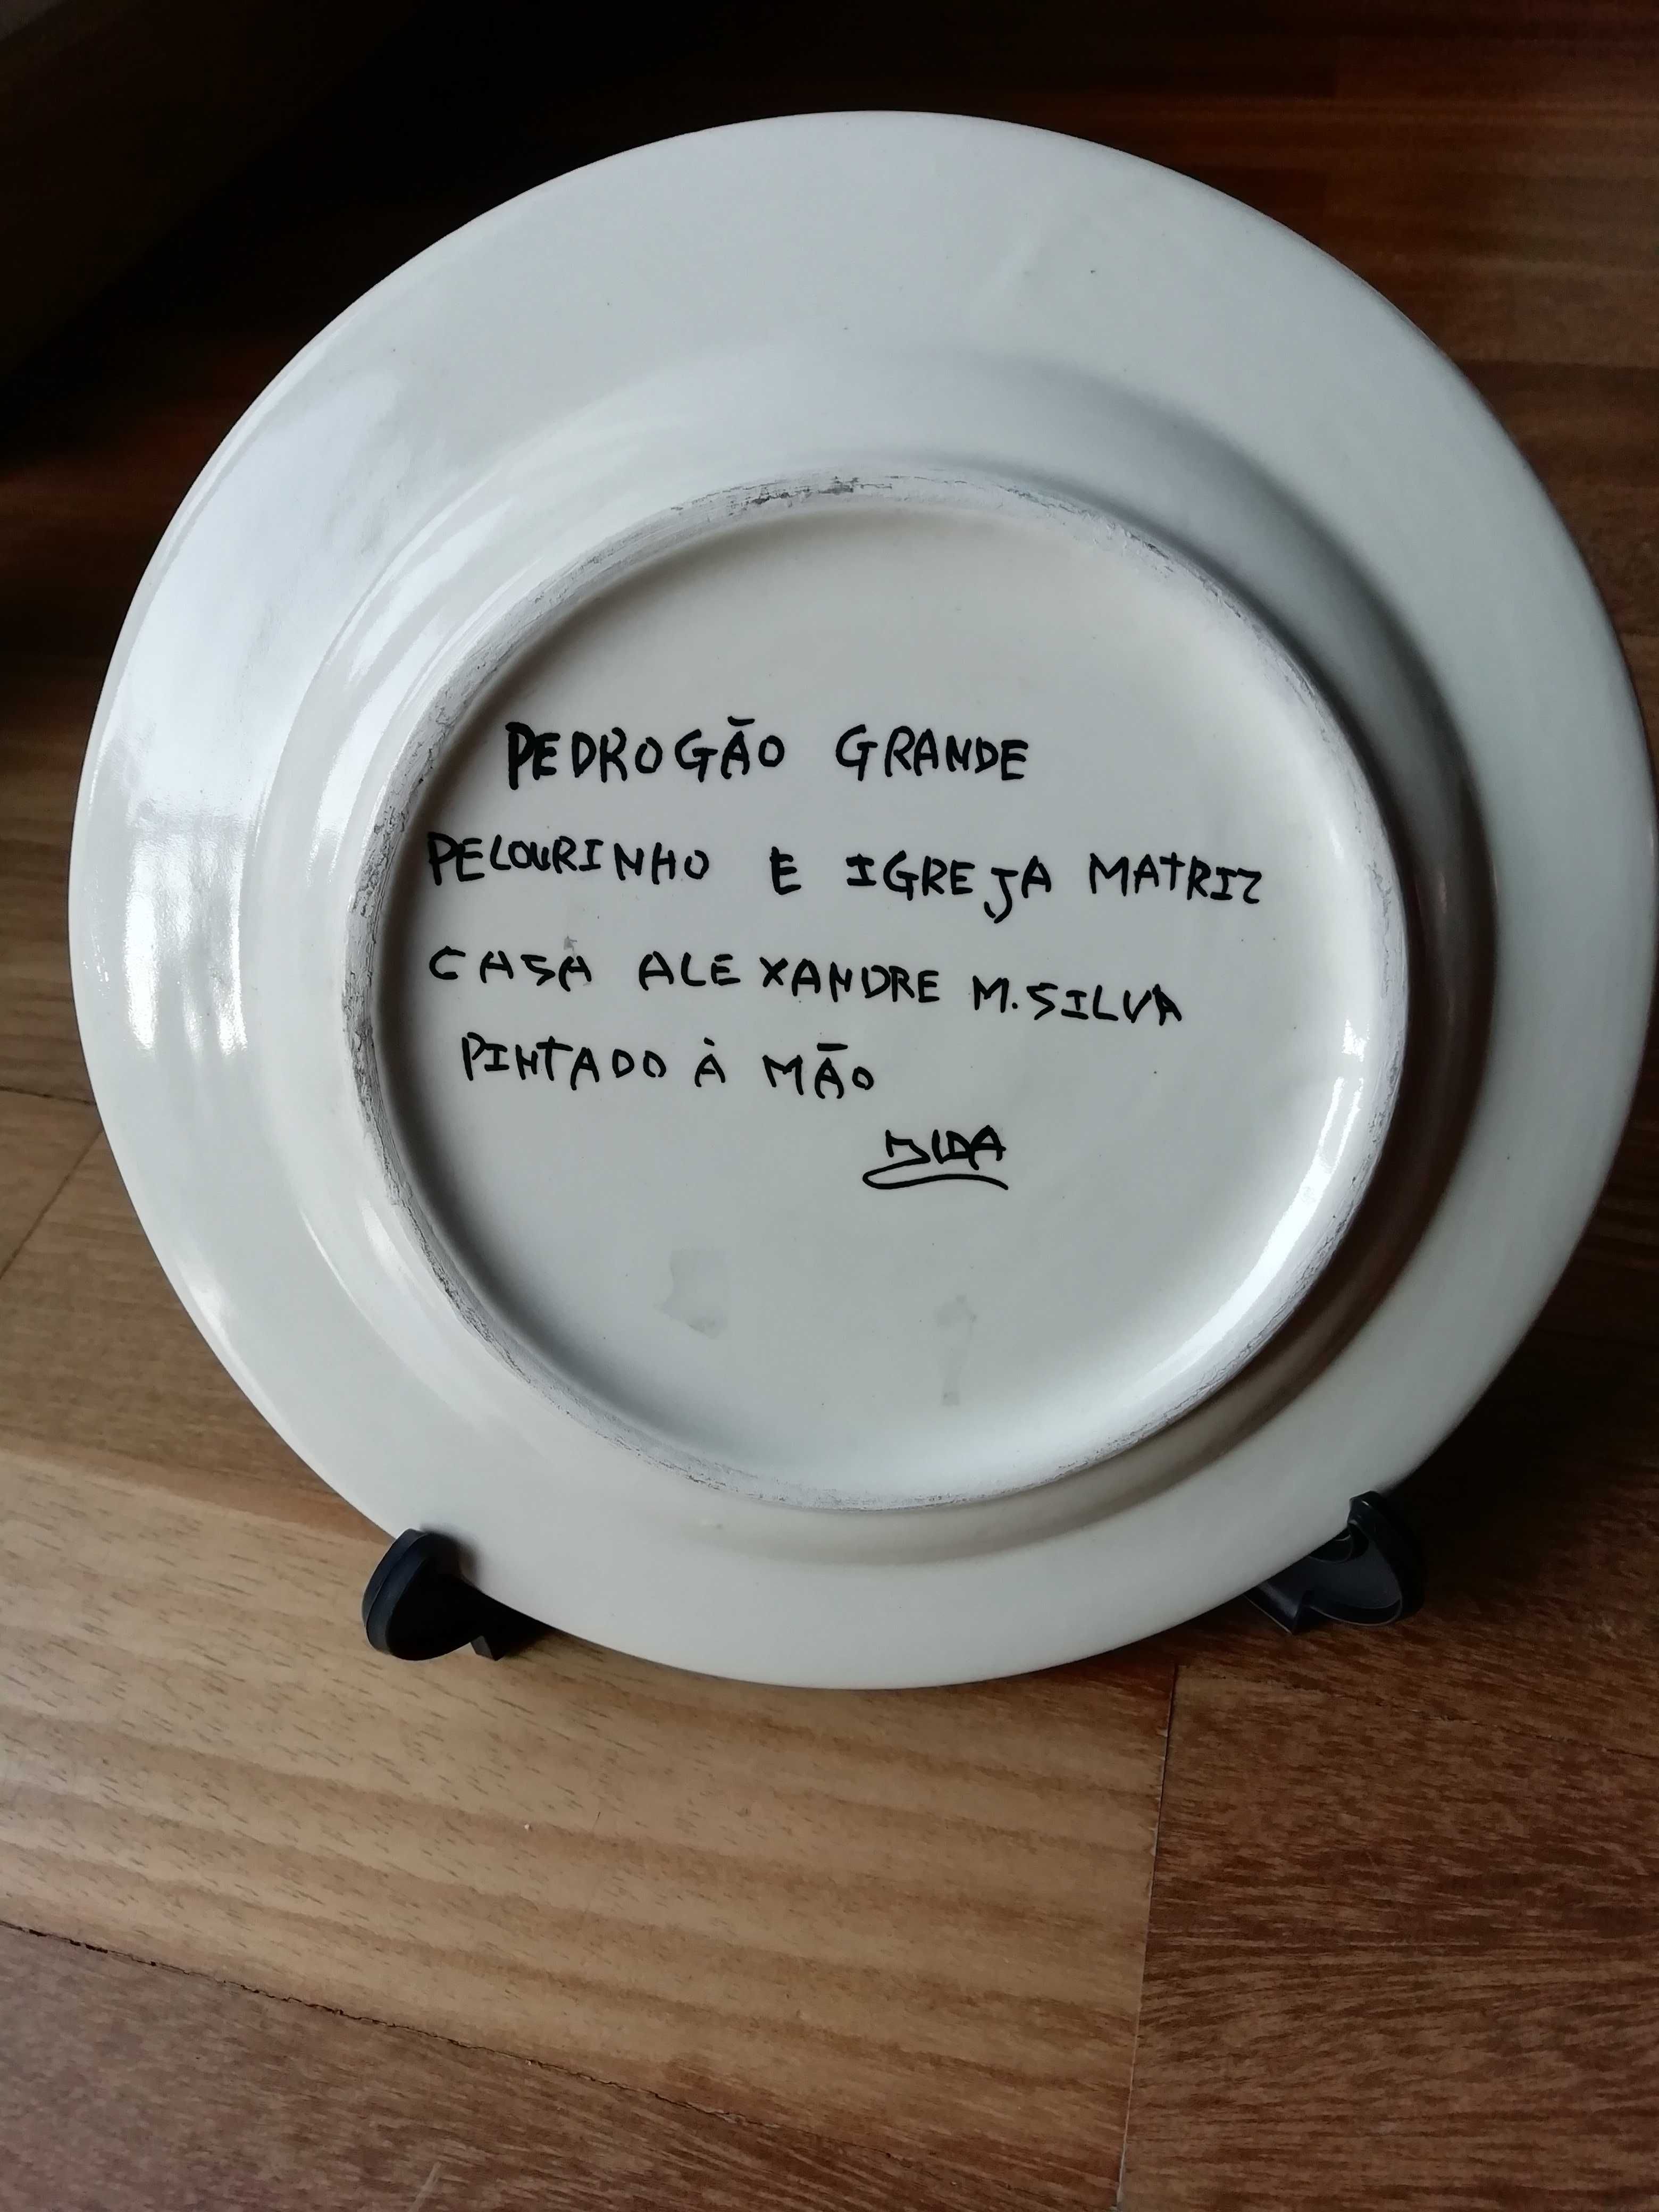 PEDROGÃO GRANDE
PELOURINHO E IGREJA MATRIZ
CASA ALEXANDRE M. SILVA
PINTADO À MÃO